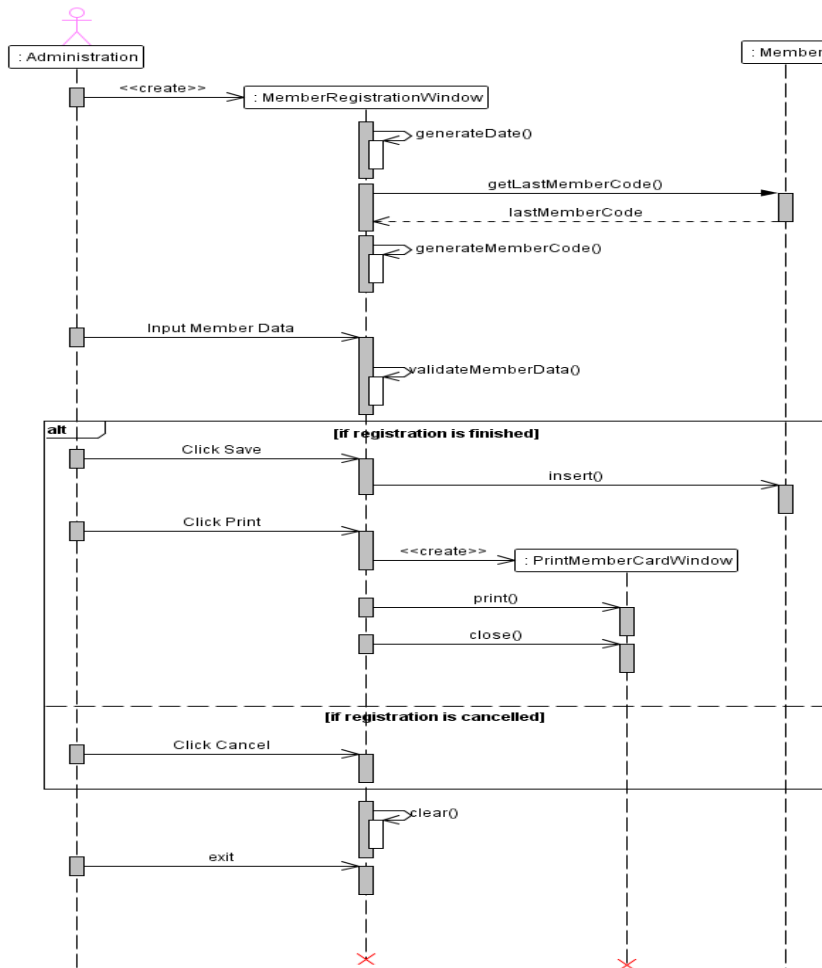 : Administration
: Member
<<create>>
: MemberRegistrationWindow
generateDate()
getLastMemberCode()
lastMemberCode
generateMemberCode()
Input Member Data
validateMemberData()
alt
[if registration is finished]
Click Save
insert()
Click Print
<<create>>
: PrintMemberCardWindow
print()
close()
[if registration is cancelled]
Click Cancel
clear()
exit